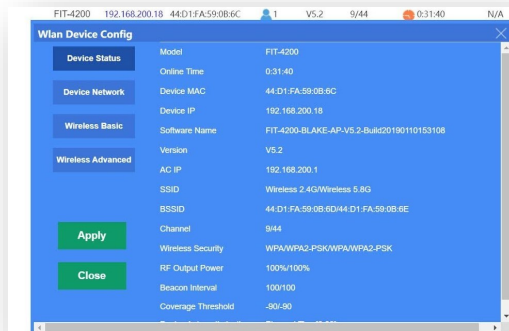 FIT-4200 192.168.200.18 44:D1:FA:59:0B:6C 1 V5.2 9/44 0:31:40 N/A
Wlan Device Config
Device Status
Device Network
Wireless Basic
Wireless Advanced
Apply
Close
Model FIT-4200
Online Time 0:31:40
Device MAC 44:D1:FA:59:0B:6C
Device IP 192.168.200.18
Software Name FIT-4200-BLAKE-AP-V5.2-Build20190110153108
Version V5.2
AC IP 192.168.200.1
SSID Wireless 2.4G/Wireless 5.8G
BSSID 44:D1:FA:59:0B:6D/44:D1:FA:59:0B:6E
Channel 9/44
Wireless Security WPA/WPA2-PSK/WPA/WPA2-PSK
RF Output Power 100%/100%
Beacon Interval 100/100
Coverage Threshold -90/-90